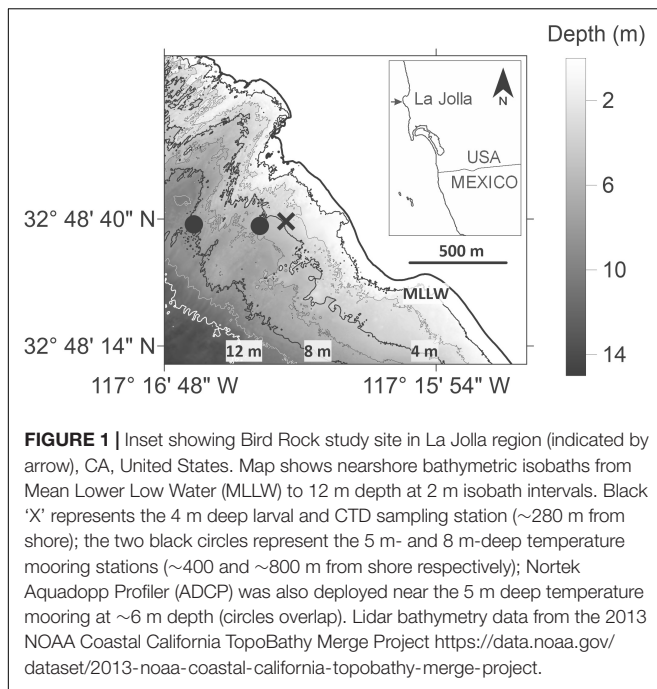 Depth (m)
2
6
10
14
N
La Jolla
USA
MEXICO
500 m
MLLW
32° 48' 40" N
32° 48' 14" N
12 m
8 m
4 m
117° 16' 48" W
117° 15' 54" W
FIGURE 1 | Inset showing Bird Rock study site in La Jolla region (indicated by
arrow), CA, United States. Map shows nearshore bathymetric isobaths from
Mean Lower Low Water (MLLW) to 12 m depth at 2 m isobath intervals. Black
‘X’ represents the 4 m deep larval and CTD sampling station (∼280 m from
shore); the two black circles represent the 5 m- and 8 m-deep temperature
mooring stations (∼400 and ∼800 m from shore respectively); Nortek
Aquadopp Profiler (ADCP) was also deployed near the 5 m deep temperature
mooring at ∼6 m depth (circles overlap). Lidar bathymetry data from the 2013
NOAA Coastal California TopoBathy Merge Project https://data.noaa.gov/
dataset/2013-noaa-coastal-california-topobathy-merge-project.